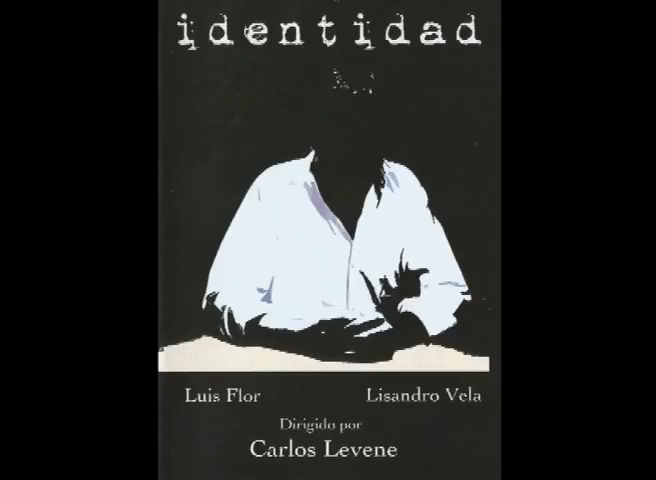 identidad
Luis Flor
Lisandro Vela
Dirigido por
Carlos Levene